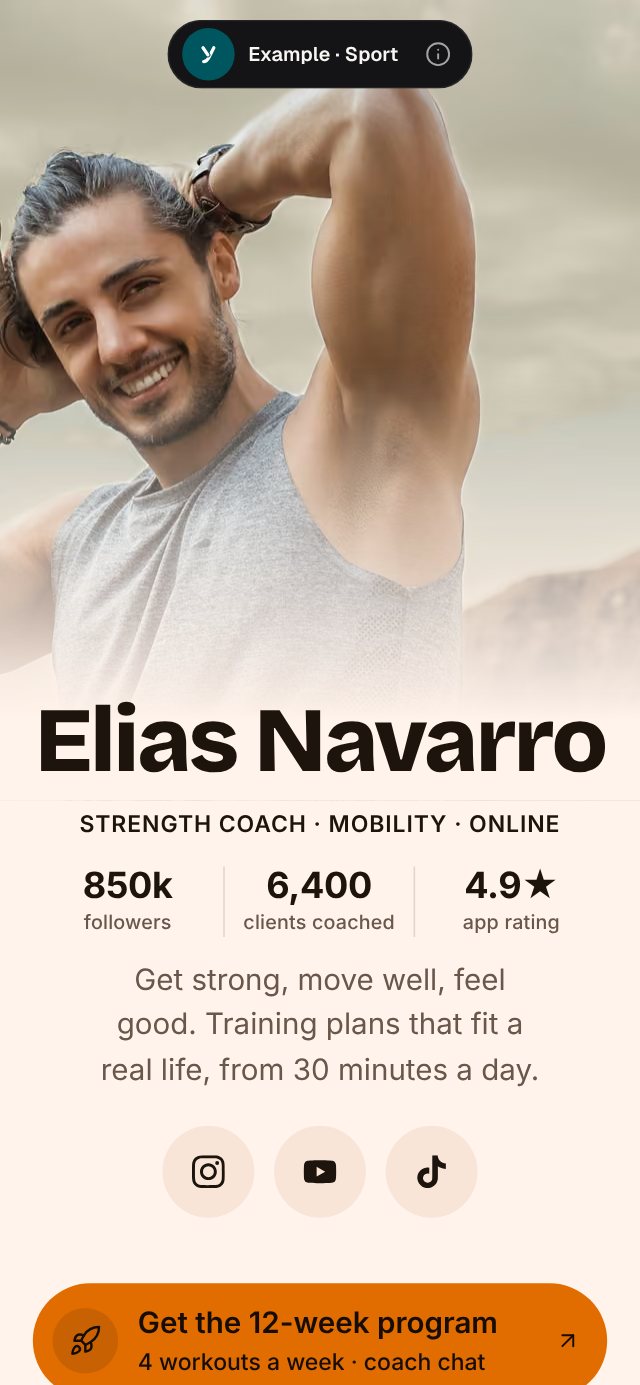 y Example · Sport
Elias Navarro
STRENGTH COACH · MOBILITY · ONLINE
850k 6,400 4.9★
followers clients coached app rating
Get strong, move well, feel
good. Training plans that fit a
real life, from 30 minutes a day.
Get the 12-week program
4 workouts a week · coach chat